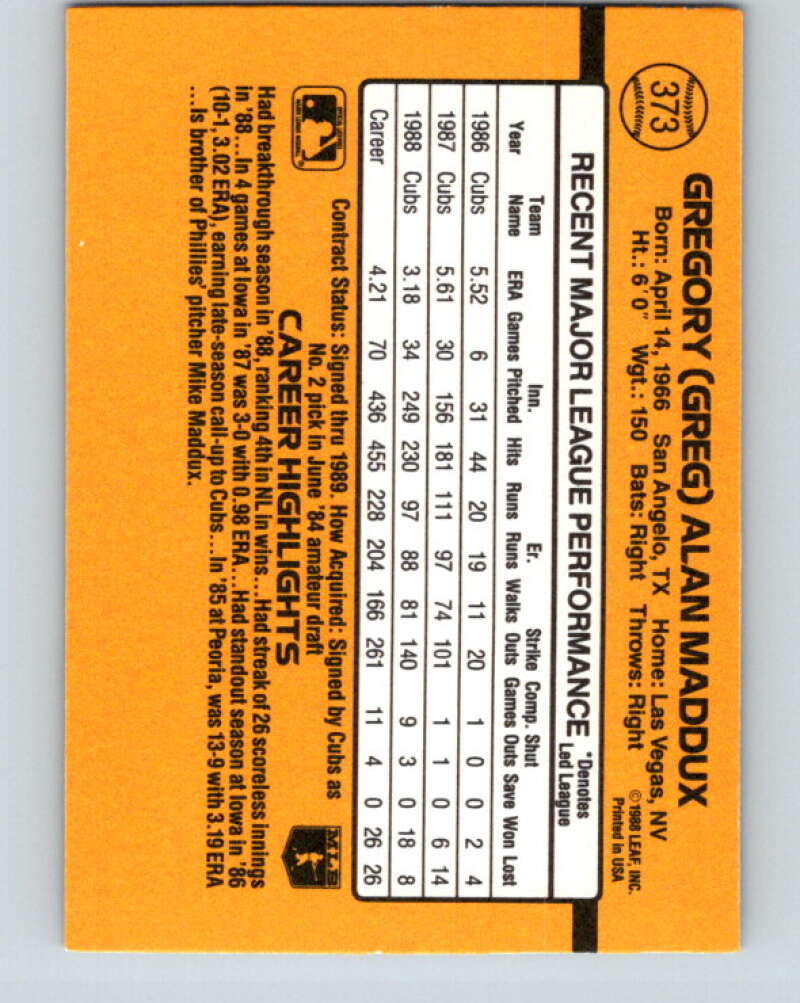 373
GREGORY (GREG) ALAN MADDUX
Born: April 14, 1966 San Angelo, TX Home: Las Vegas, NV
Ht.: 6'0" Wgt.: 150 Bats: Right Throws: Right
© 1988 LEAF, INC.
Printed in USA
RECENT MAJOR LEAGUE PERFORMANCE *Denotes Led League
Year Team Name ERA Games Inn. Pitched Hits Runs Er. Runs Walks Strike Outs Comp. Games Shut Outs Save Won Lost
1986 Cubs 5.52 6 31 44 20 19 11 20 1 0 0 2 4
1987 Cubs 5.61 30 156 181 111 97 74 101 1 1 0 6 14
1988 Cubs 3.18 34 249 230 97 88 81 140 9 3 0 18 8
Career 4.21 70 436 455 228 204 166 261 11 4 0 26 26
Contract Status: Signed thru 1989. How Acquired: Signed by Cubs as
No. 2 pick in June '84 amateur draft
CAREER HIGHLIGHTS
MLB
Had breakthrough season in '88, ranking 4th in NL in wins...Had streak of 26 scoreless innings
in '88...In 4 games at Iowa in '87 was 3-0 with 0.98 ERA...Had standout season at Iowa in '86
(10-1, 3.02 ERA), earning late-season call-up to Cubs...In '85 at Peoria, was 13-9 with 3.19 ERA
...Is brother of Phillies' pitcher Mike Maddux.